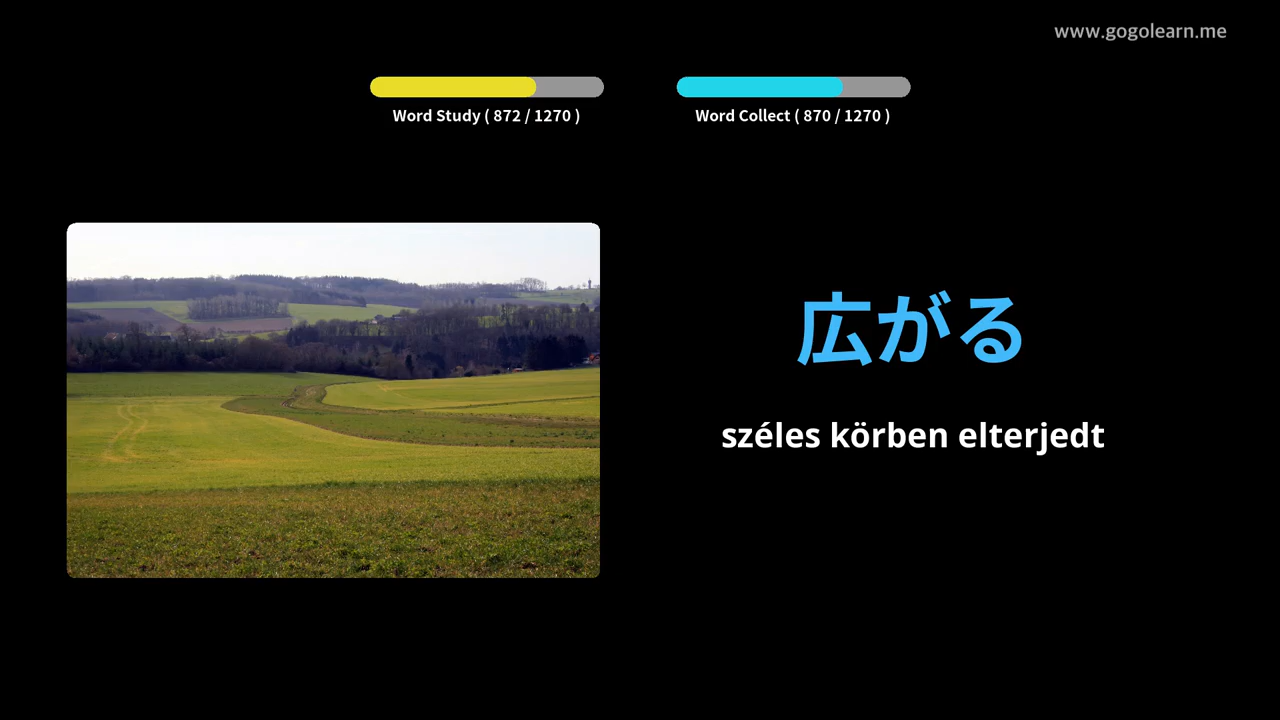 www.gogolearn.me
Word Study ( 872 / 1270 )
Word Collect ( 870 / 1270 )
広がる
széles körben elterjedt